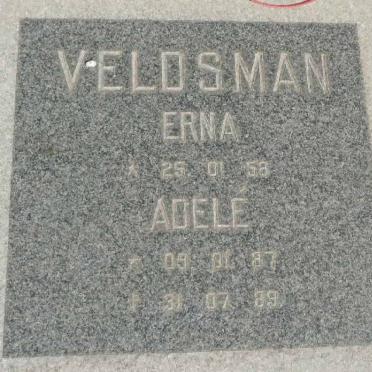 VELDSMAN
ERNA
* 25 01 58
ADELÉ
* 09 01 87
† 31 07 89